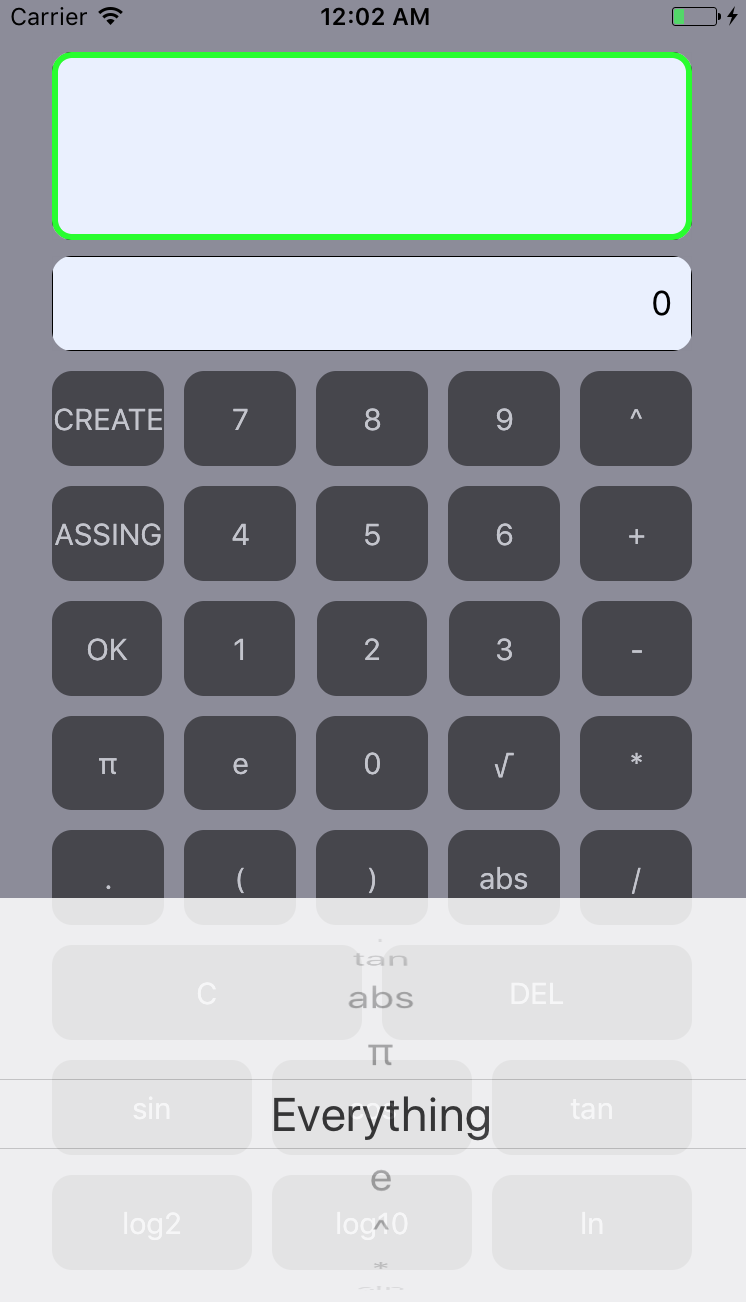 Carrier 12:02 AM
0
CREATE 7 8 9 ^
ASSING 4 5 6 +
OK 1 2 3 -
π e 0 √ *
. ( ) abs /
tan
C abs DEL
π
sin Everything tan
e
log2 log10 ln
^
*